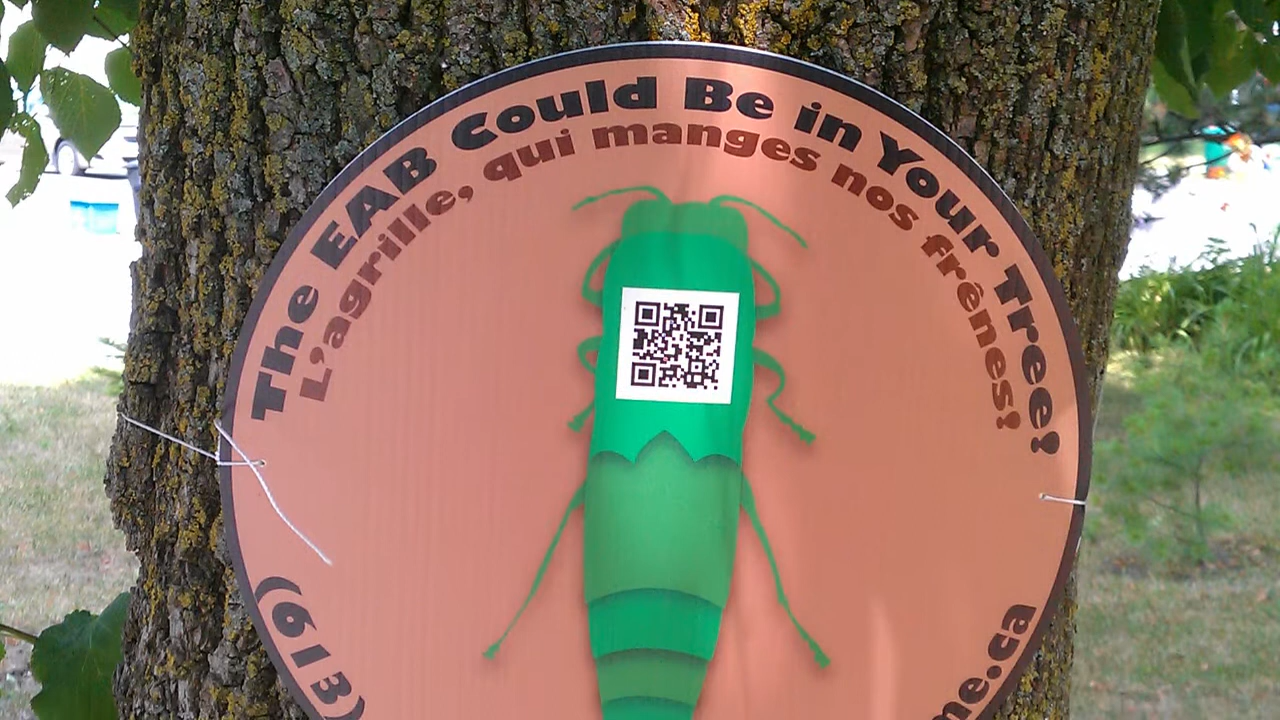 The EAB Could Be in Your Tree!
L'agrille, qui manges nos frênes!
(613)
ne.ca